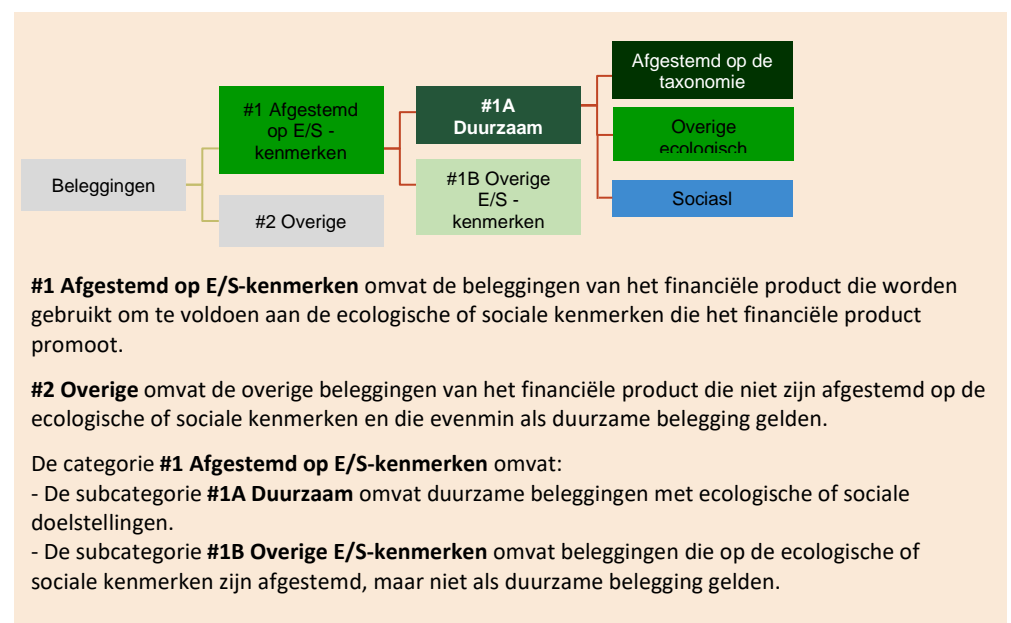 Afgestemd op de
taxonomie
#1 Afgestemd
op E/S -
kenmerken
#1A
Duurzaam
Overige
ecologisch
Beleggingen
#1B Overige
E/S -
kenmerken
Sociasl
#2 Overige
#1 Afgestemd op E/S-kenmerken omvat de beleggingen van het financiële product die worden
gebruikt om te voldoen aan de ecologische of sociale kenmerken die het financiële product
promoot.
#2 Overige omvat de overige beleggingen van het financiële product die niet zijn afgestemd op de
ecologische of sociale kenmerken en die evenmin als duurzame belegging gelden.
De categorie #1 Afgestemd op E/S-kenmerken omvat:
- De subcategorie #1A Duurzaam omvat duurzame beleggingen met ecologische of sociale
doelstellingen.
- De subcategorie #1B Overige E/S-kenmerken omvat beleggingen die op de ecologische of
sociale kenmerken zijn afgestemd, maar niet als duurzame belegging gelden.